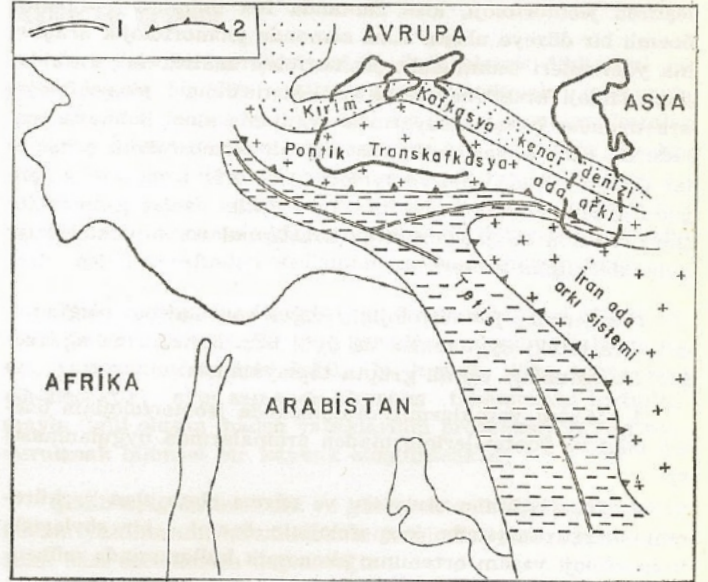 1 2
AVRUPA
ASYA
Kırım Kafkasya kenar denizi
Pontik Transkafkasya ada arkı
İran ada
arkı sistemi
Tetis
AFRİKA
ARABİSTAN